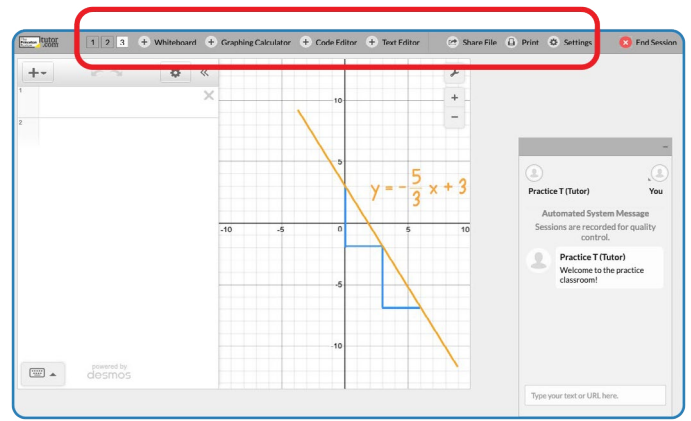 The Princeton Review tutor.com
1 2 3 Whiteboard Graphing Calculator Code Editor Text Editor Share File Print Settings End Session
1
2
10
5
-10 -5 0 5 10
-5
-10
y = -5/3 x + 3
powered by
desmos
Practice T (Tutor) You
Automated System Message
Sessions are recorded for quality
control.
Practice T (Tutor)
Welcome to the practice
classroom!
Type your text or URL here.